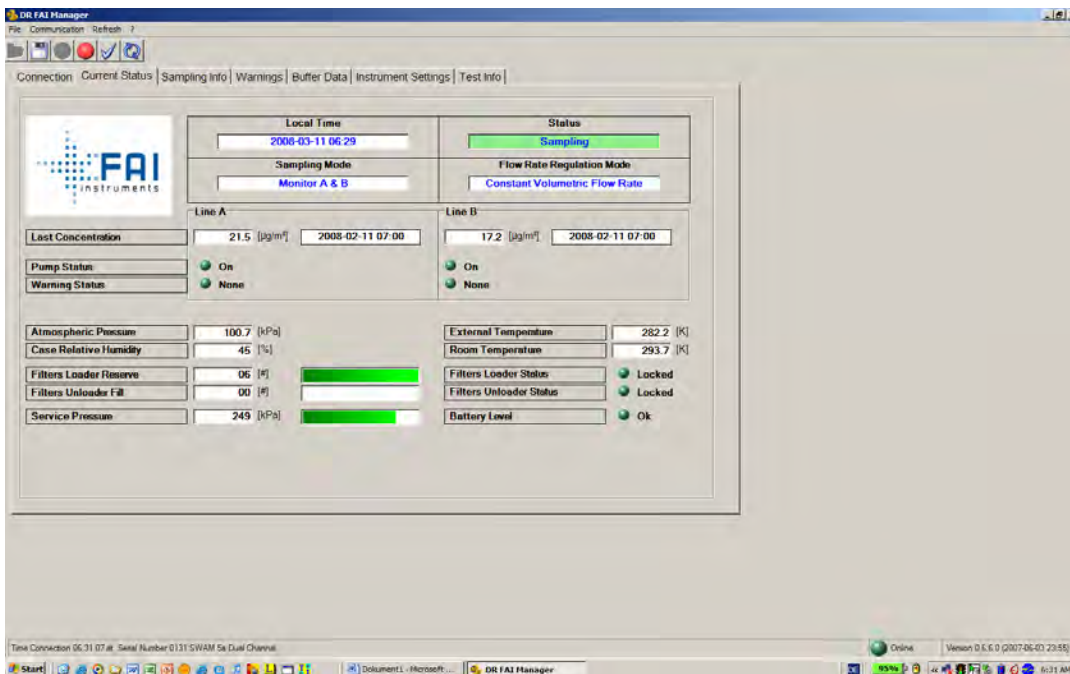 DR FAI Manager
File Communication Refresh ?
Connection Current Status Sampling Info Warnings Buffer Data Instrument Settings Test Info
FAI
instruments
Local Time Status
2008-03-11 06:29 Sampling
Sampling Mode Flow Rate Regulation Mode
Monitor A & B Constant Volumetric Flow Rate
Line A Line B
Last Concentration 21.5 [µg/m³] 2008-02-11 07:00 17.2 [µg/m³] 2008-02-11 07:00
Pump Status On On
Warning Status None None
Atmospheric Pressure 100.7 [kPa] External Temperature 282.2 [K]
Case Relative Humidity 45 [%] Room Temperature 293.7 [K]
Filters Loader Reserve 06 [#] Filters Loader Status Locked
Filters Unloader Fill 00 [#] Filters Unloader Status Locked
Service Pressure 249 [kPa] Battery Level Ok
Time Connection 06.31.07 at Serial Number 0131 SWAM 5a Dual Channel Online Version 0.6.6.0 (2007-06-03 23:55)
Start Dokument1 - Microsoft ... DR FAI Manager 95% 6:31 AM